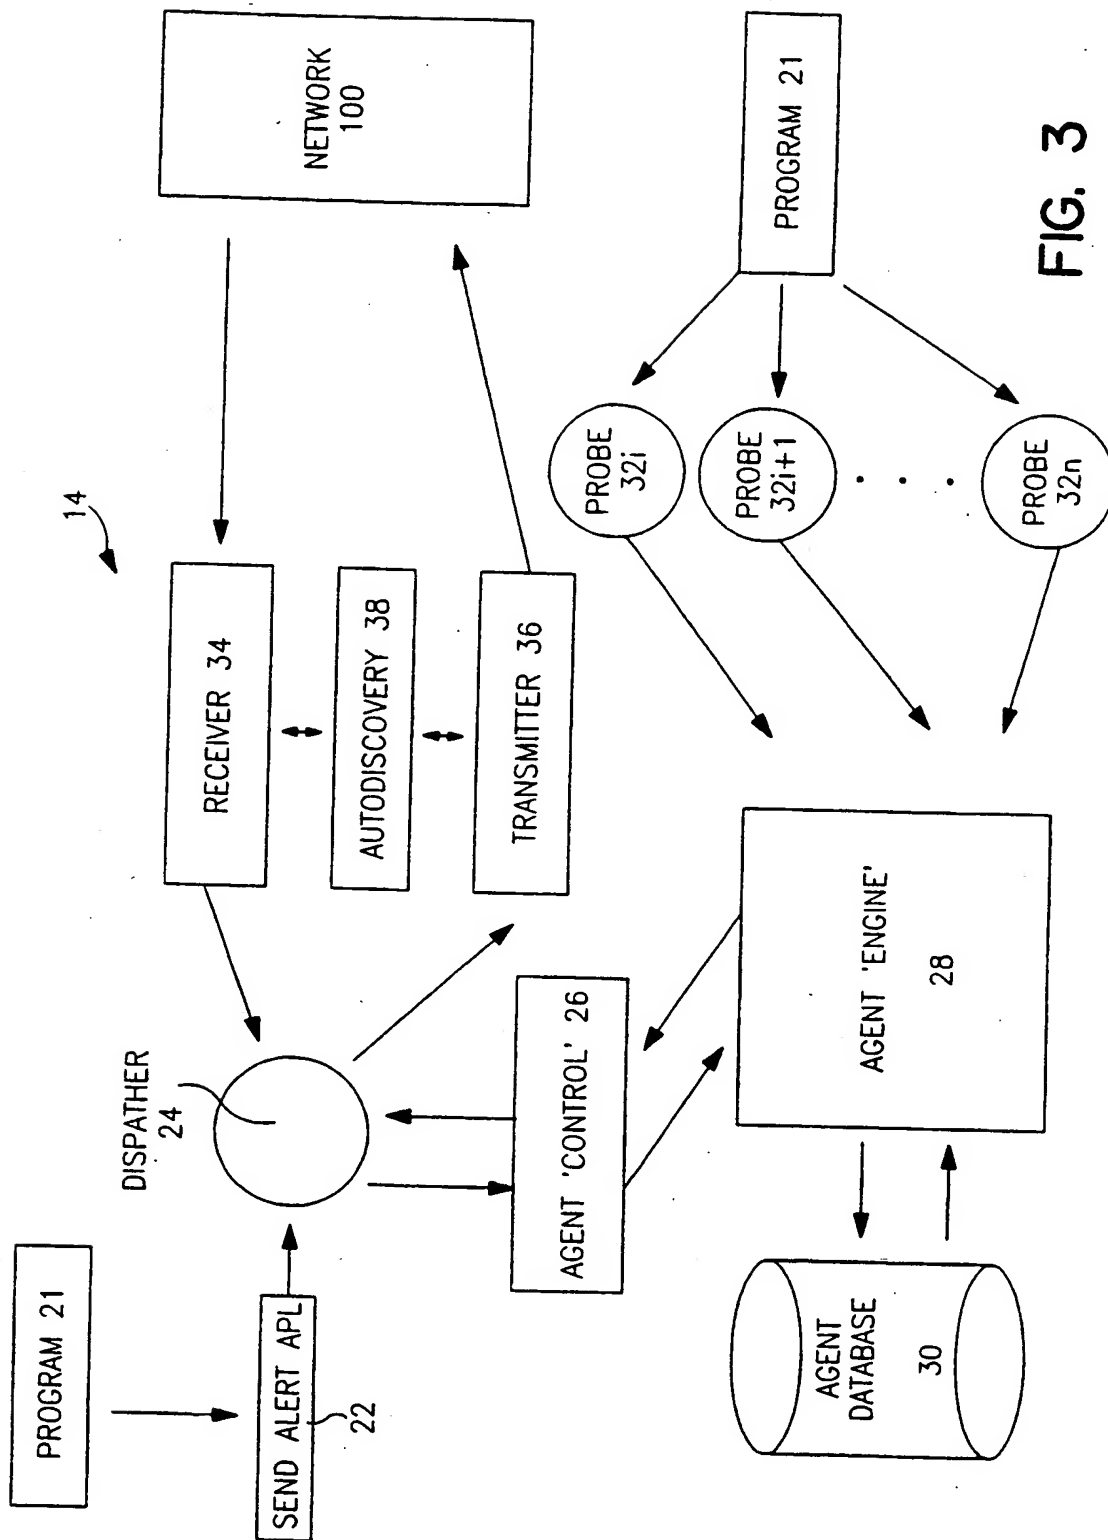 PROGRAM 21
SEND ALERT APL
22
DISPATHER
24
14
RECEIVER 34
AUTODISCOVERY 38
TRANSMITTER 36
NETWORK
100
AGENT 'CONTROL' 26
AGENT
DATABASE
30
AGENT 'ENGINE'
28
PROBE
32i
PROBE
32i+1
PROBE
32n
PROGRAM 21
FIG. 3